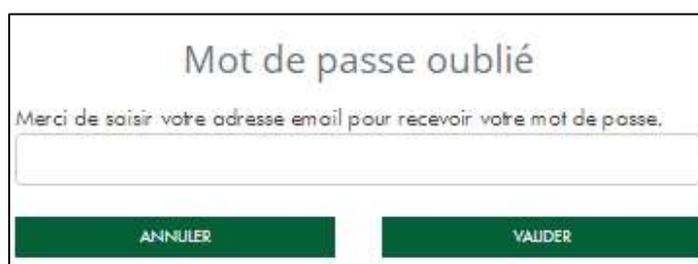 Mot de passe oublié
Merci de saisir votre adresse email pour recevoir votre mot de passe.
ANNULER VALIDER